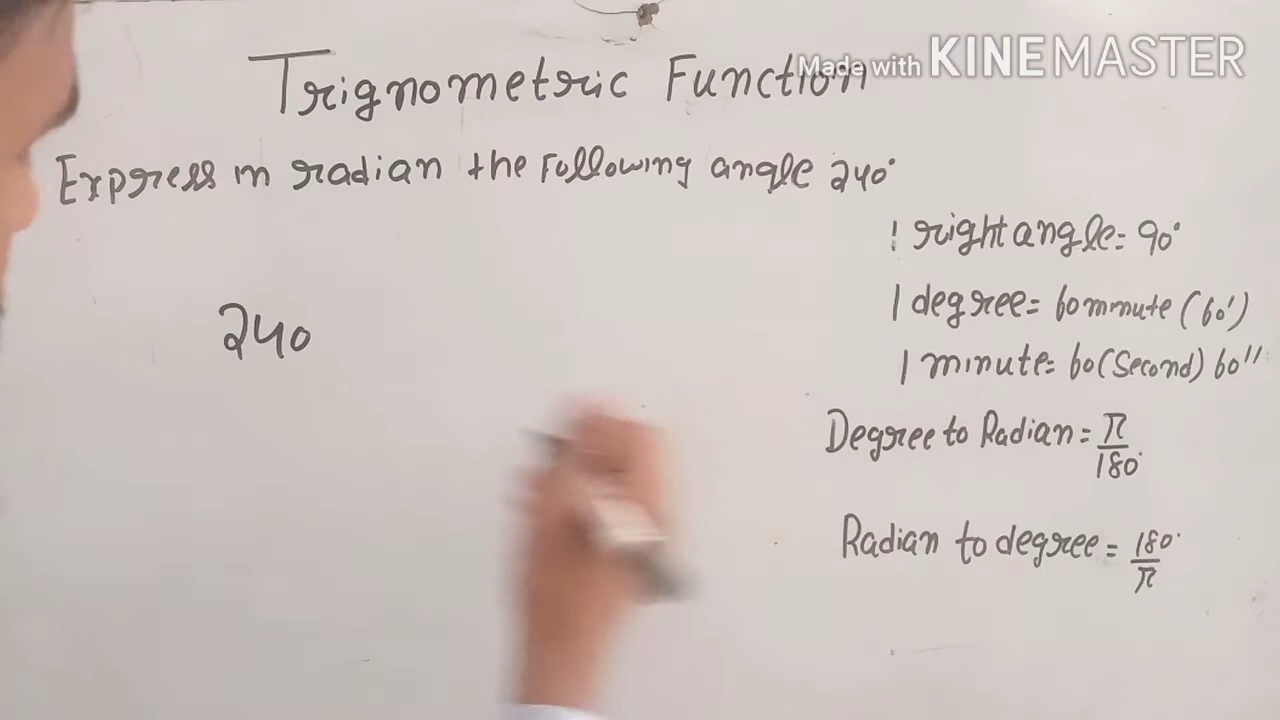 Trignometric Function
Made with KINEMASTER
Express in radian the following angle 240°
1 right angle = 90°
240
1 degree = 60 minute (60')
1 minute = 60 (Second) 60"
Degree to Radian = π/180°
Radian to degree = 180°/π